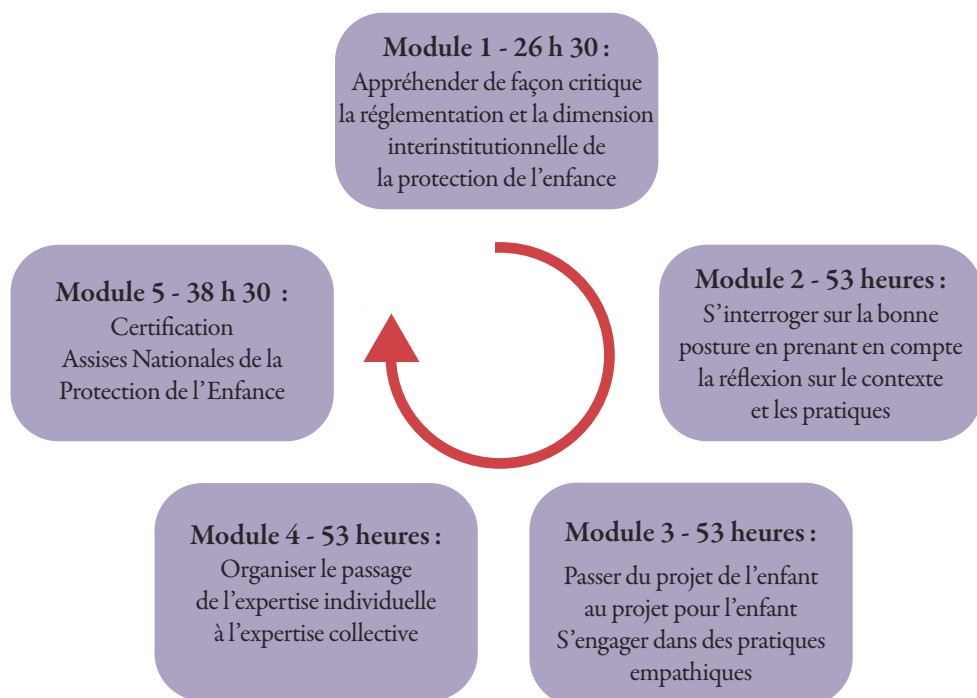 Module 1 - 26 h 30 :
Appréhender de façon critique
la réglementation et la dimension
interinstitutionnelle de
la protection de l’enfance
Module 2 - 53 heures :
S’interroger sur la bonne
posture en prenant en compte
la réflexion sur le contexte
et les pratiques
Module 3 - 53 heures :
Passer du projet de l’enfant
au projet pour l’enfant
S’engager dans des pratiques
empathiques
Module 4 - 53 heures :
Organiser le passage
de l’expertise individuelle
à l’expertise collective
Module 5 - 38 h 30 :
Certification
Assises Nationales de la
Protection de l’Enfance